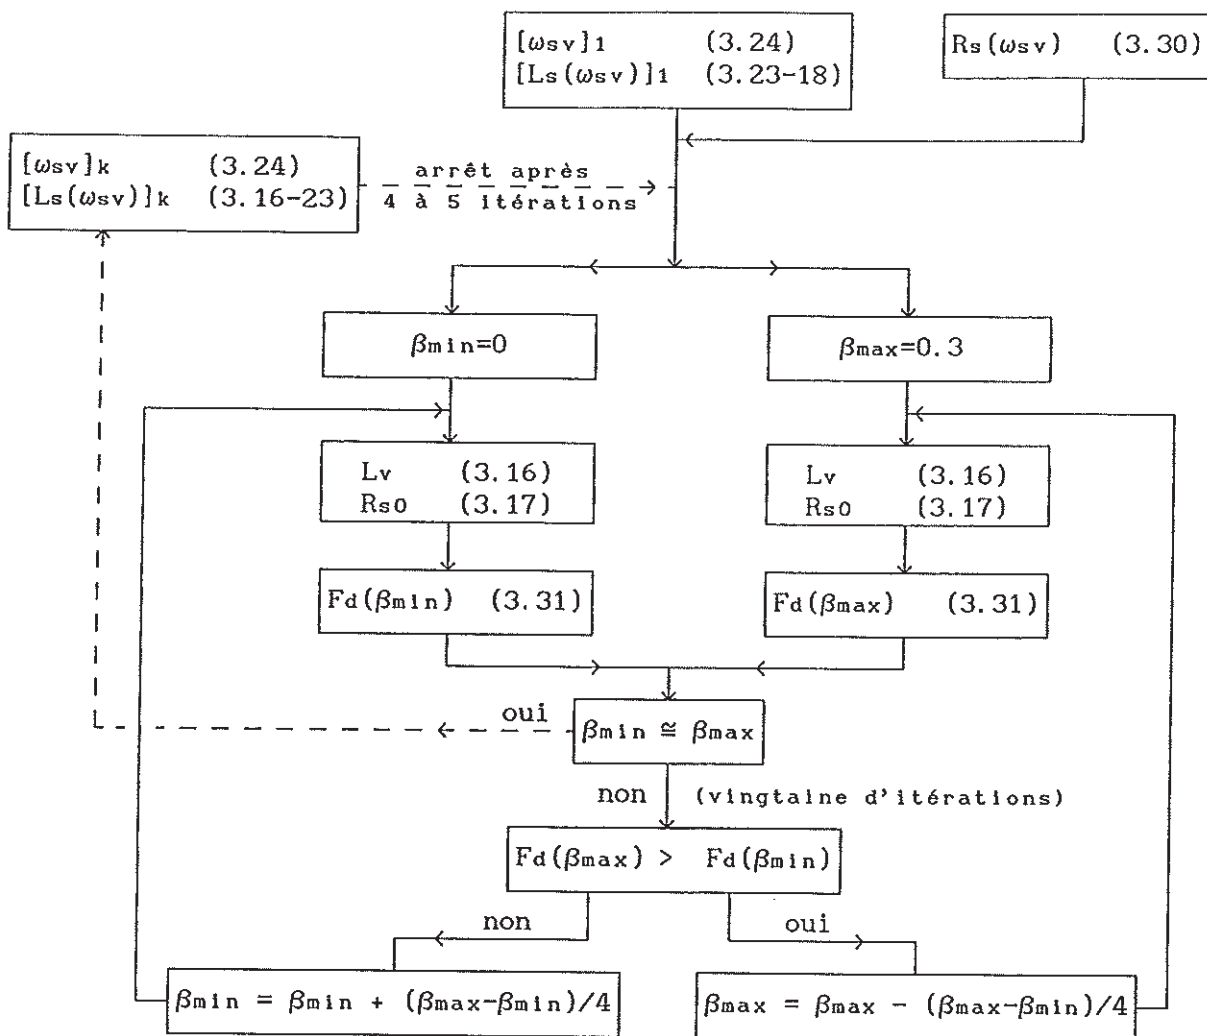 [ωsv]1 (3.24)
[Ls(ωsv)]1 (3.23-18)
Rs(ωsv) (3.30)
[ωsv]k (3.24)
[Ls(ωsv)]k (3.16-23)
arrêt après
4 à 5 itérations
βmin=0
βmax=0.3
Lv (3.16)
Rs0 (3.17)
Lv (3.16)
Rs0 (3.17)
Fd(βmin) (3.31)
Fd(βmax) (3.31)
oui
βmin ≅ βmax
non (vingtaine d'itérations)
Fd(βmax) > Fd(βmin)
non
oui
βmin = βmin + (βmax-βmin)/4
βmax = βmax - (βmax-βmin)/4